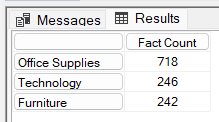 Messages Results
Fact Count
Office Supplies 718
Technology 246
Furniture 242